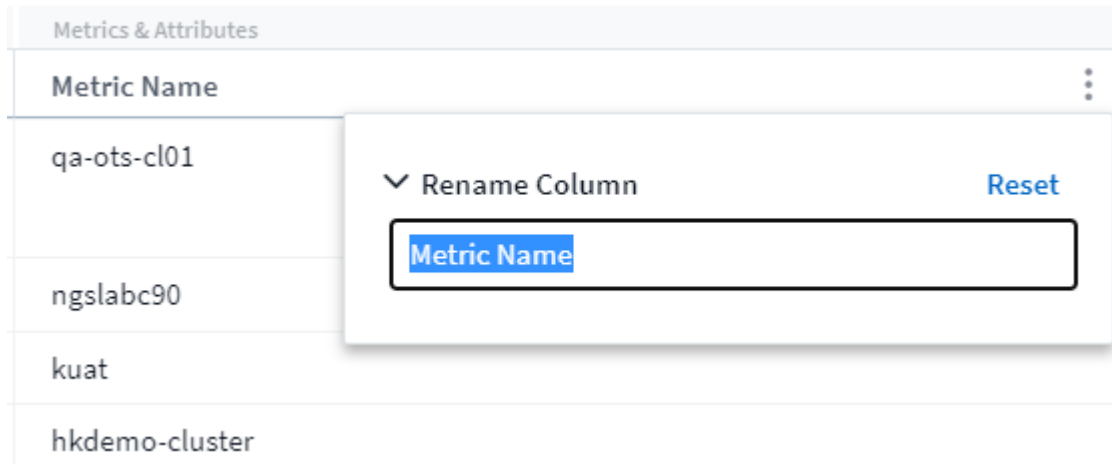 Metrics & Attributes
Metric Name
qa-ots-cl01
Rename Column Reset
Metric Name
ngslabc90
kuat
hkdemo-cluster